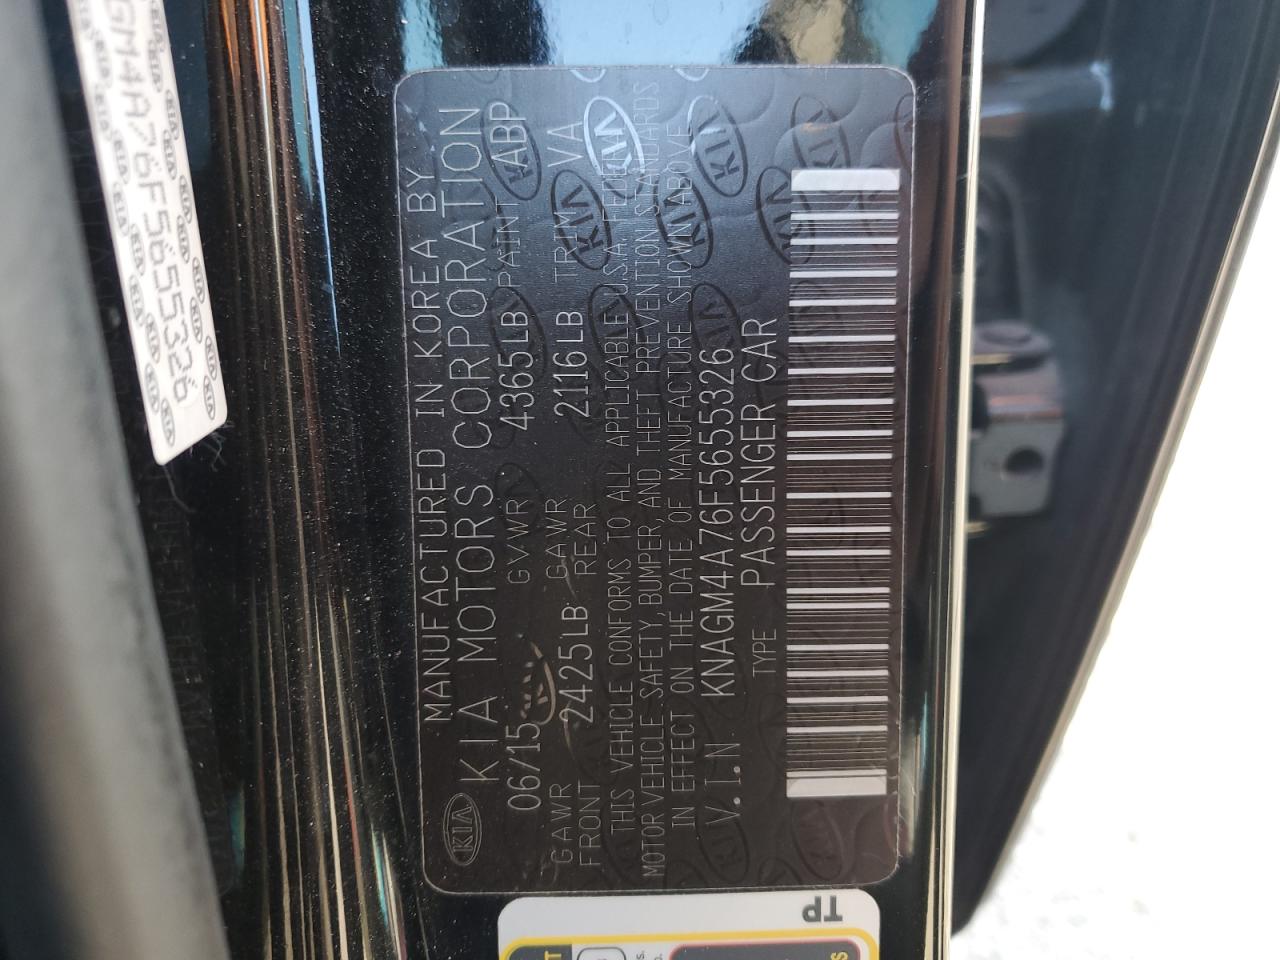 MANUFACTURED IN KOREA BY
KIA KIA MOTORS CORPORATION
06/15 GVWR 4365LB PAINT ABP
GAWR FRONT 2425LB GAWR REAR 2116LB TRIM VA
THIS VEHICLE CONFORMS TO ALL APPLICABLE U.S.A. FEDERAL
MOTOR VEHICLE SAFETY, BUMPER, AND THEFT PREVENTION STANDARDS
IN EFFECT ON THE DATE OF MANUFACTURE SHOWN ABOVE
V.I.N KNAGM4A76F5655326
TYPE PASSENGER CAR
GM4A76F5655326
TP